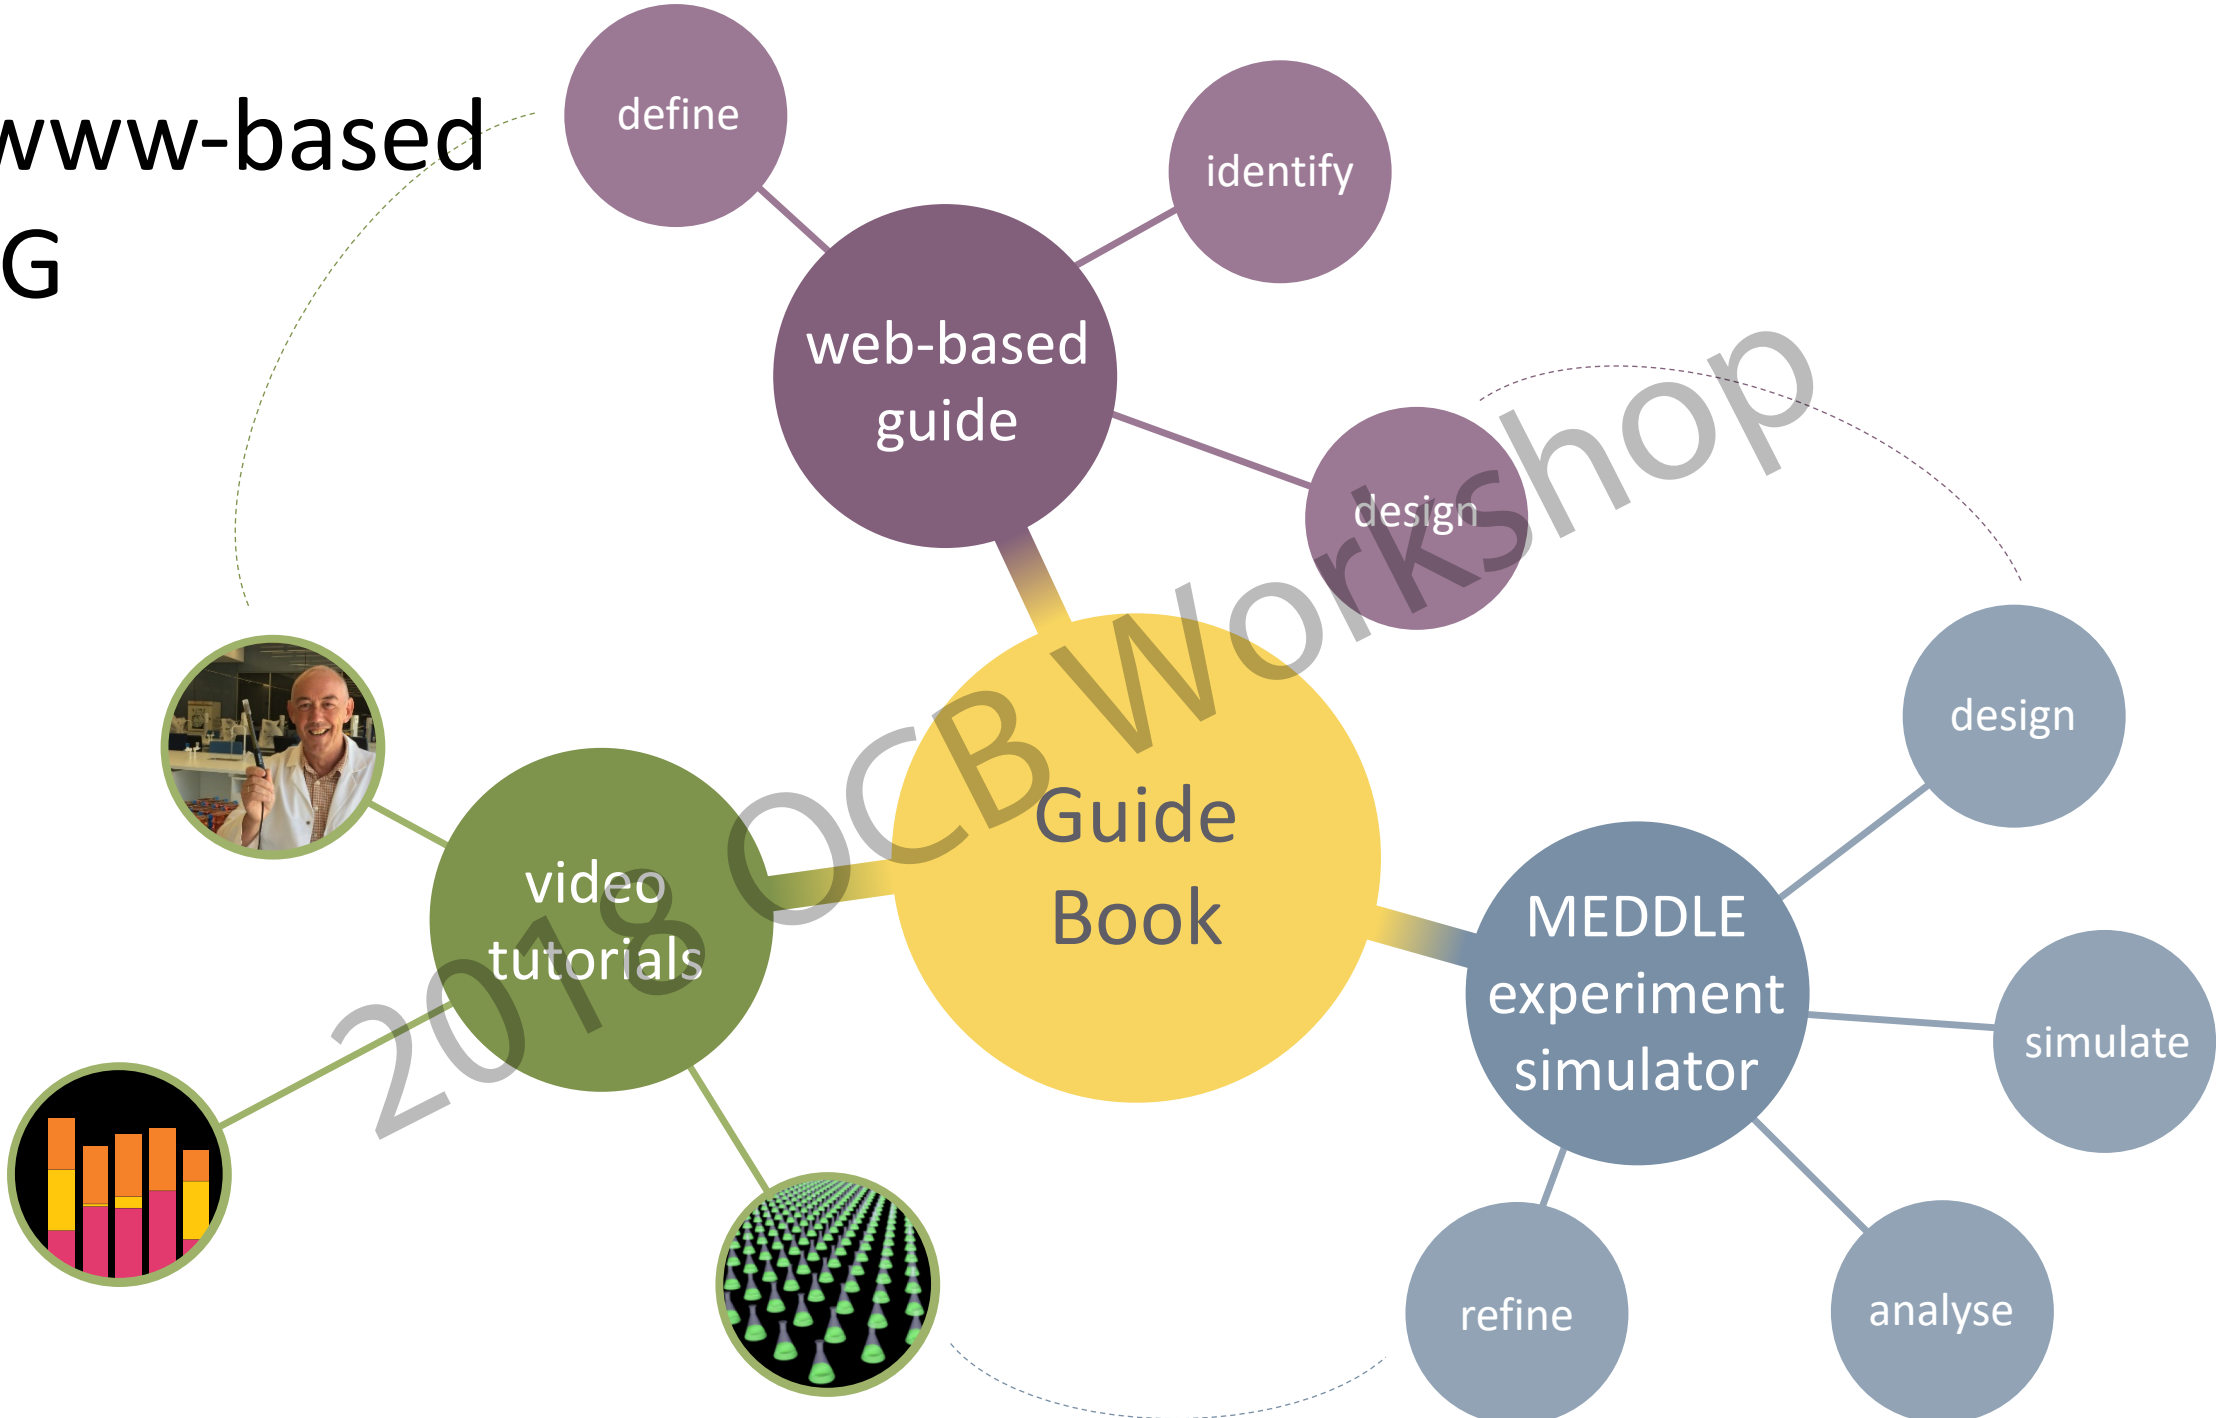 www-based
G
define
identify
web-based
guide
design
Guide
Book
video
tutorials
MEDDLE
experiment
simulator
design
simulate
analyse
refine
2018 OCB Workshop